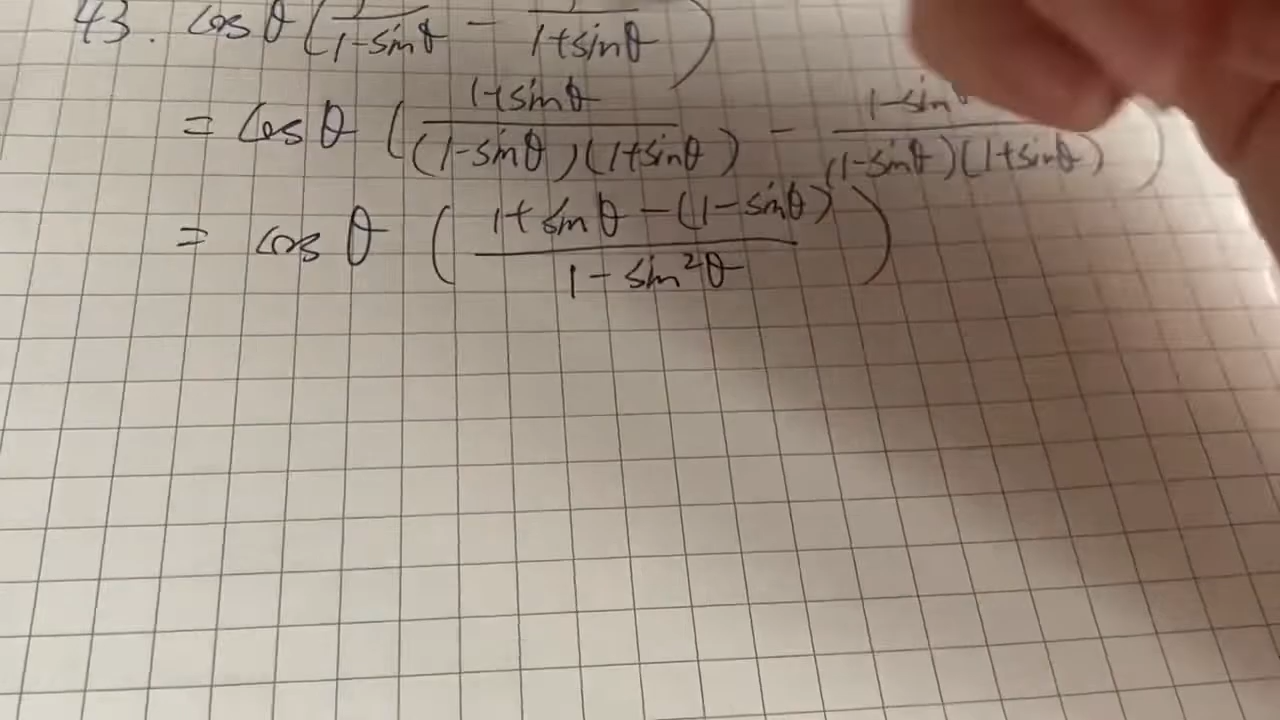 43. cos θ ( 1/(1-sinθ) - 1/(1+sinθ) )
= cos θ ( (1+sinθ)/((1-sinθ)(1+sinθ)) - (1-sinθ)/((1-sinθ)(1+sinθ)) )
= cos θ ( (1+sinθ-(1-sinθ))/(1-sin²θ) )